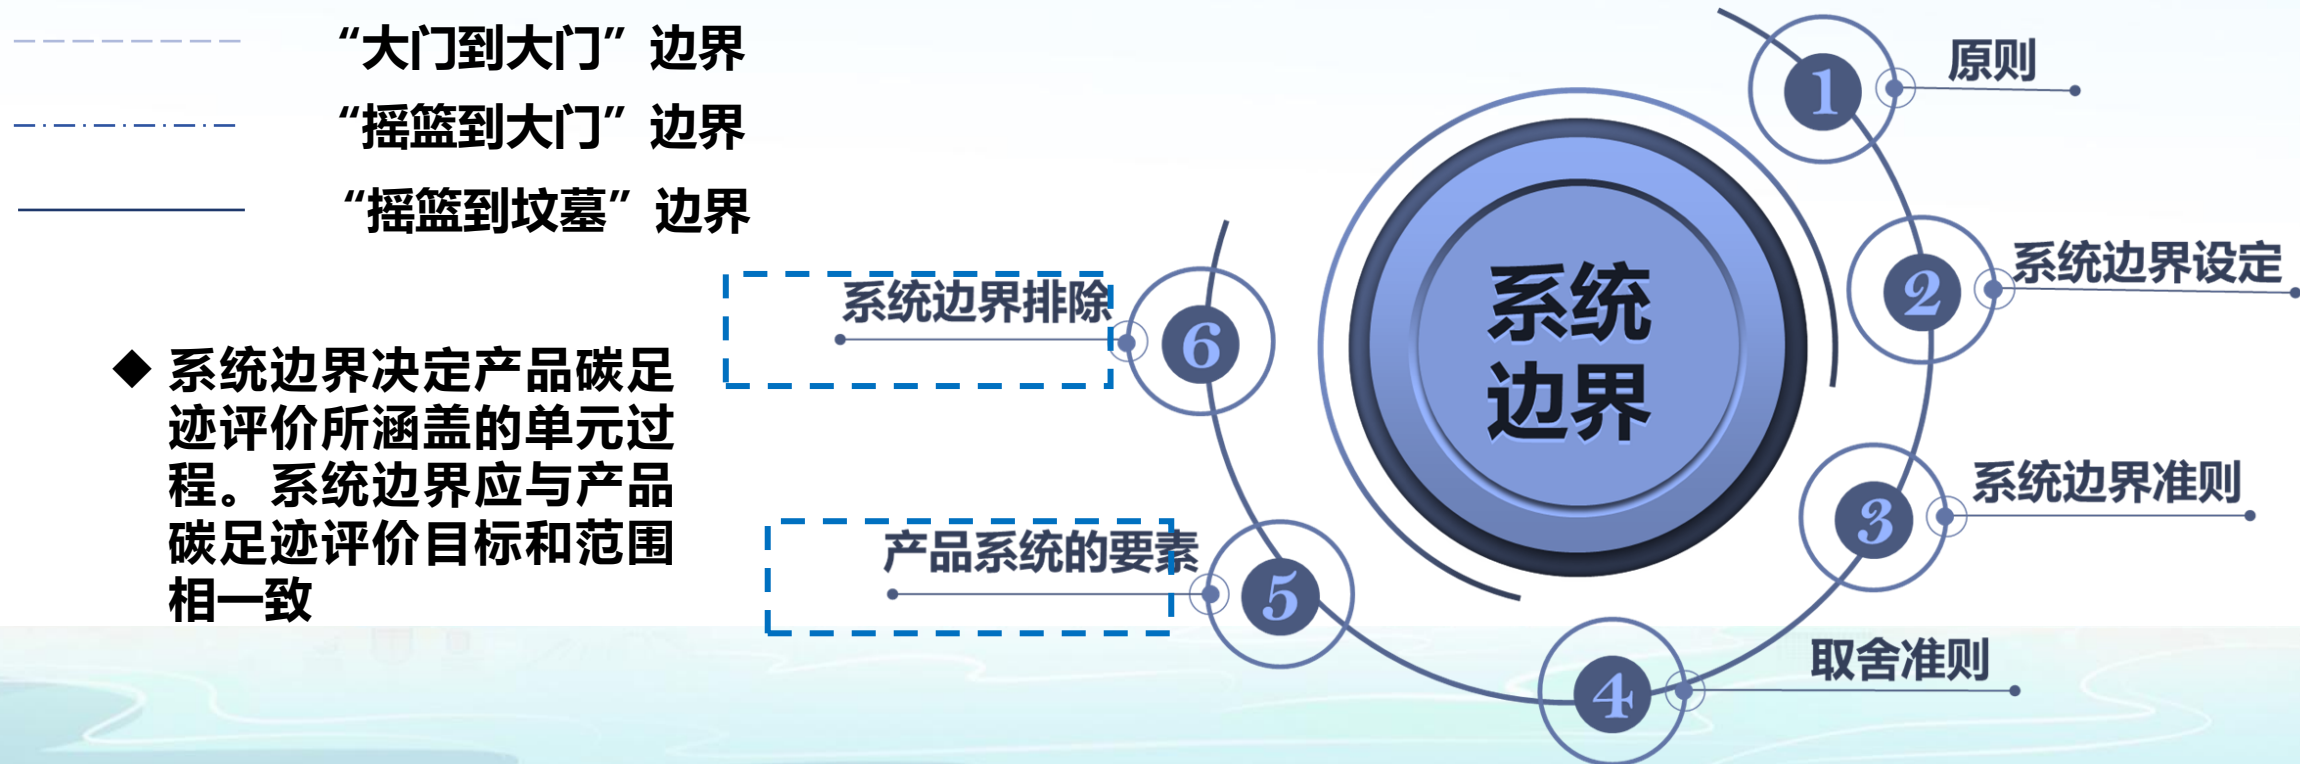 “大门到大门”边界
“摇篮到大门”边界
“摇篮到坟墓”边界
系统边界决定产品碳足
迹评价所涵盖的单元过
程。系统边界应与产品
碳足迹评价目标和范围
相一致
系统
边界
1
原则
2
系统边界设定
3
系统边界准则
4
取舍准则
5
产品系统的要素
6
系统边界排除